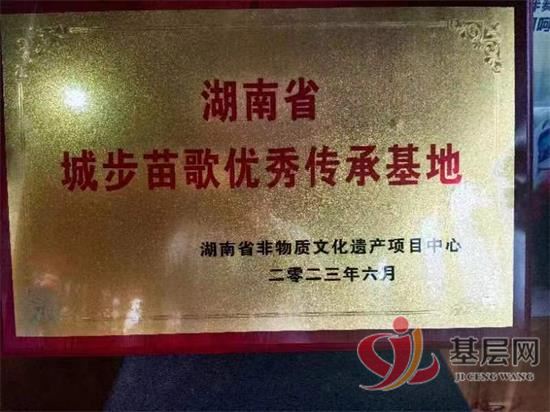 湖南省
城步苗歌优秀传承基地
湖南省非物质文化遗产项目中心
二零二三年六月
基层网
JI CENG WANG